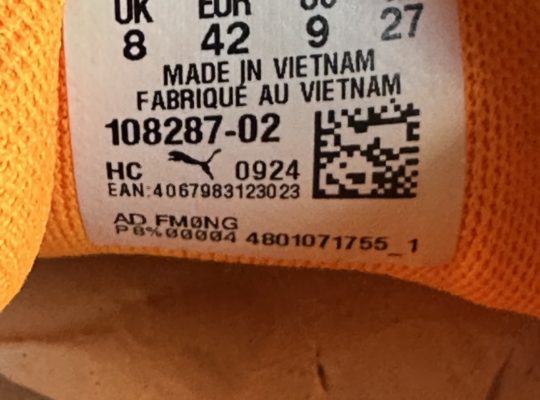 UK EUR
8 42 9 27
MADE IN VIETNAM
FABRIQUÉ AU VIETNAM
108287-02
HC 0924
EAN:4067983123023
AD FM0NG
P8%00004 4801071755_1